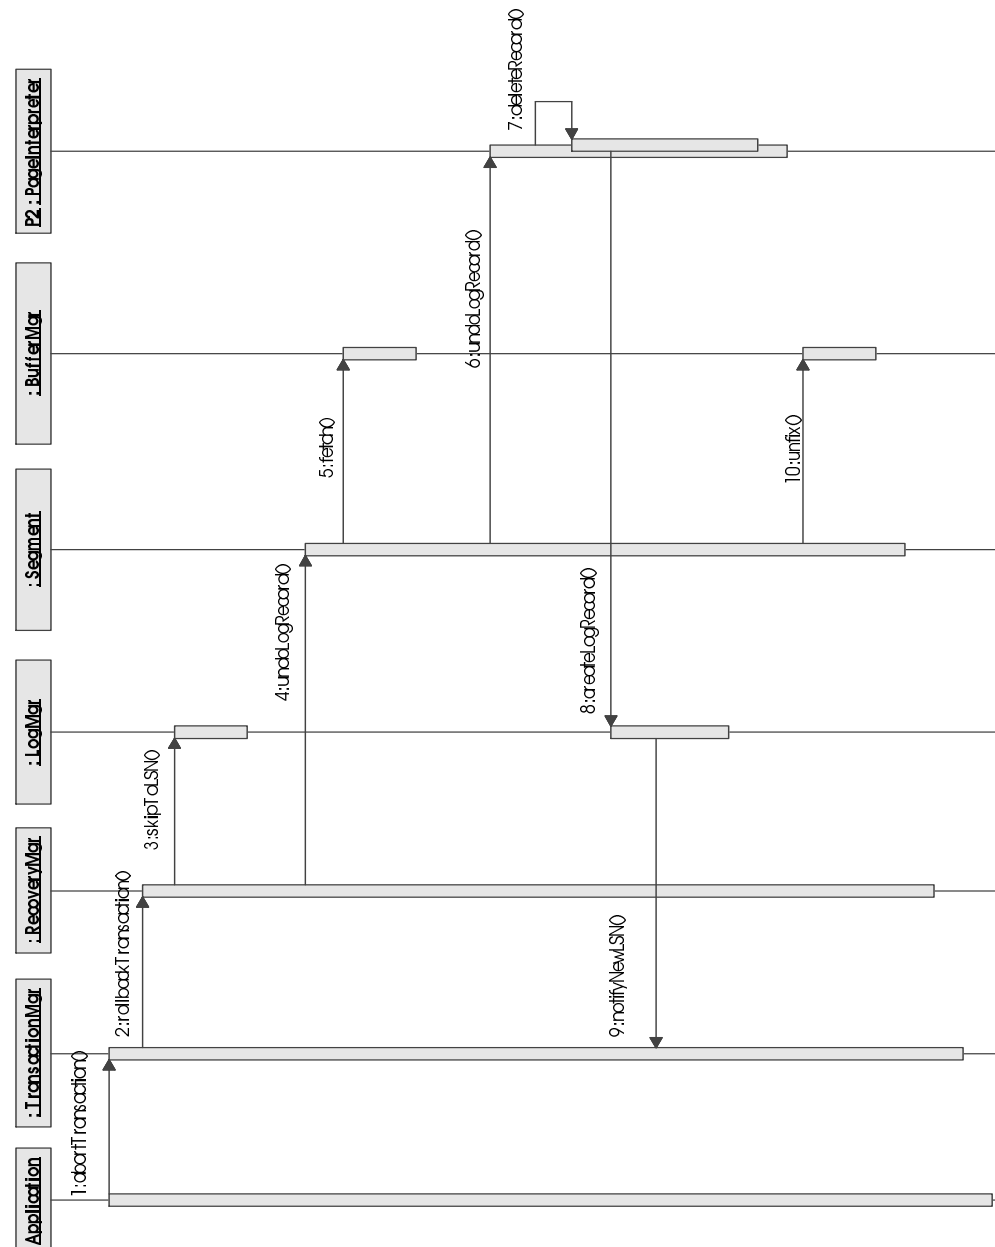 Application
: TransactionMgr
: RecoveryMgr
: LogMgr
: Segment
: BufferMgr
P2 : PageInterpreter
1:abortTransaction()
2:rollbackTransaction()
3:skipToLSN()
4:undoLogRecord()
5:fetch()
6:undoLogRecord()
7:deleteRecord()
8:createLogRecord()
9:notifyNewLSN()
10:unfix()